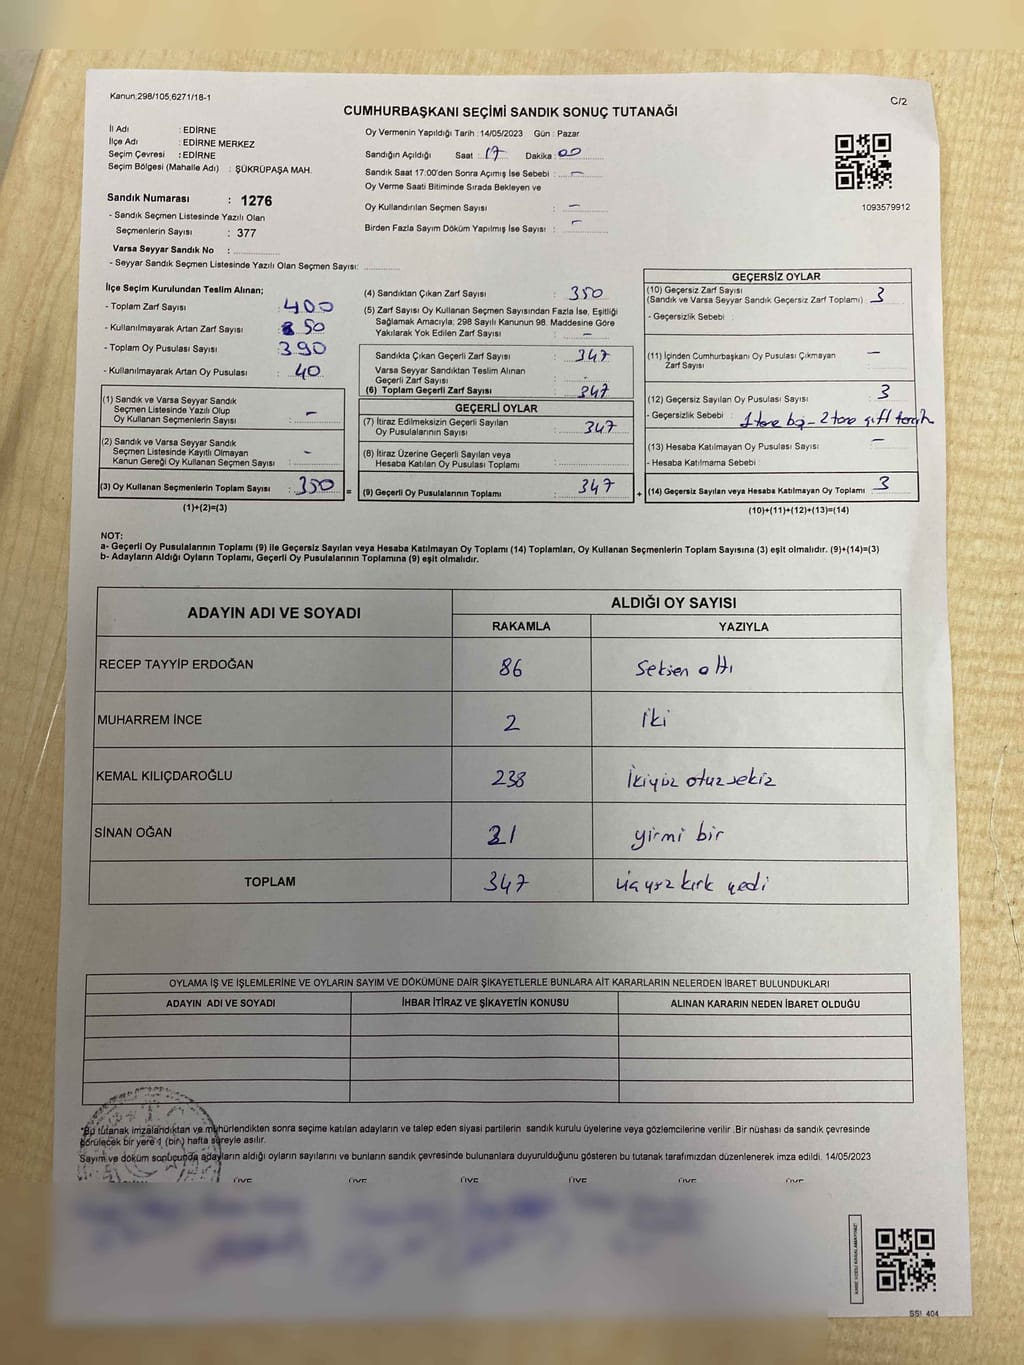 Kanun.298/105,6271/18-1
C/2
CUMHURBAŞKANI SEÇİMİ SANDIK SONUÇ TUTANAĞI
İl Adı : EDİRNE
İlçe Adı : EDİRNE MERKEZ
Seçim Çevresi : EDİRNE
Seçim Bölgesi (Mahalle Adı) : ŞÜKRÜPAŞA MAH.
Sandık Numarası : 1276
- Sandık Seçmen Listesinde Yazılı Olan
Seçmenlerin Sayısı : 377
Varsa Seyyar Sandık No :
- Seyyar Sandık Seçmen Listesinde Yazılı Olan Seçmen Sayısı:
Oy Vermenin Yapıldığı Tarih : 14/05/2023 Gün : Pazar
Sandığın Açıldığı Saat : 17 Dakika : 00
Sandık Saat 17:00'den Sonra Açımış İse Sebebi : -
Oy Verme Saati Bitiminde Sırada Bekleyen ve
Oy Kullandırılan Seçmen Sayısı : -
Birden Fazla Sayım Döküm Yapılmış İse Sayısı : -
1093579912
İlçe Seçim Kurulundan Teslim Alınan;
- Toplam Zarf Sayısı : 400
- Kullanılmayarak Artan Zarf Sayısı : 50
- Toplam Oy Pusulası Sayısı : 390
- Kullanılmayarak Artan Oy Pusulası : 40
(1) Sandık ve Varsa Seyyar Sandık
Seçmen Listesinde Yazılı Olup
Oy Kullanan Seçmenlerin Sayısı : -
(2) Sandık ve Varsa Seyyar Sandık
Seçmen Listesinde Kayıtlı Olmayan
Kanun Gereği Oy Kullanan Seçmen Sayısı : -
(3) Oy Kullanan Seçmenlerin Toplam Sayısı : 350 =
(1)+(2)=(3)
(4) Sandıktan Çıkan Zarf Sayısı : 350
(5) Zarf Sayısı Oy Kullanan Seçmen Sayısından Fazla İse, Eşitliği
Sağlamak Amacıyla; 298 Sayılı Kanunun 98. Maddesine Göre
Yakılarak Yok Edilen Zarf Sayısı : -
Sandıkta Çıkan Geçerli Zarf Sayısı : 347
Varsa Seyyar Sandıktan Teslim Alınan
Geçerli Zarf Sayısı : -
(6) Toplam Geçerli Zarf Sayısı : 347
GEÇERLİ OYLAR
(7) İtiraz Edilmeksizin Geçerli Sayılan
Oy Pusulalarının Sayısı : 347
(8) İtiraz Üzerine Geçerli Sayılan veya
Hesaba Katılan Oy Pusulası Toplamı :
(9) Geçerli Oy Pusulalarının Toplamı : 347 +
GEÇERSİZ OYLAR
(10) Geçersiz Zarf Sayısı
(Sandık ve Varsa Seyyar Sandık Geçersiz Zarf Toplamı) : 3
- Geçersizlik Sebebi :
(11) İçinden Cumhurbaşkanı Oy Pusulası Çıkmayan
Zarf Sayısı : -
(12) Geçersiz Sayılan Oy Pusulası Sayısı : 3
- Geçersizlik Sebebi : 1 tane boş - 2 tane çift tercih
(13) Hesaba Katılmayan Oy Pusulası Sayısı : -
- Hesaba Katılmama Sebebi :
(14) Geçersiz Sayılan veya Hesaba Katılmayan Oy Toplamı : 3
(10)+(11)+(12)+(13)=(14)
NOT:
a- Geçerli Oy Pusulalarının Toplamı (9) ile Geçersiz Sayılan veya Hesaba Katılmayan Oy Toplamı (14) Toplamları, Oy Kullanan Seçmenlerin Toplam Sayısına (3) eşit olmalıdır. (9)+(14)=(3)
b- Adayların Aldığı Oyların Toplamı, Geçerli Oy Pusulalarının Toplamına (9) eşit olmalıdır.
ADAYIN ADI VE SOYADI
ALDIĞI OY SAYISI
RAKAMLA YAZIYLA
RECEP TAYYİP ERDOĞAN 86 Seksen altı
MUHARREM İNCE 2 İki
KEMAL KILIÇDAROĞLU 238 İkiyüz otuz sekiz
SİNAN OĞAN 21 yirmi bir
TOPLAM 347 üçyüz kırk yedi
OYLAMA İŞ VE İŞLEMLERİNE VE OYLARIN SAYIM VE DÖKÜMÜNE DAİR ŞİKAYETLERLE BUNLARA AİT KARARLARIN NELERDEN İBARET BULUNDUKLARI
ADAYIN ADI VE SOYADI İHBAR İTİRAZ VE ŞİKAYETİN KONUSU ALINAN KARARIN NEDEN İBARET OLDUĞU
*Bu tutanak imzalandıktan ve mühürlendikten sonra seçime katılan adayların ve talep eden siyasi partilerin sandık kurulu üyelerine veya gözlemcilerine verilir .Bir nüshası da sandık çevresinde
görülecek bir yere 1 (bir) hafta süreyle asılır.
Sayım ve döküm sonucunda adayların aldığı oyların sayılarını ve bunların sandık çevresinde bulunanlara duyurulduğunu gösteren bu tutanak tarafımızdan düzenlenerek imza edildi. 14/05/2023
ÜYE ÜYE ÜYE ÜYE ÜYE ÜYE
SSI_404